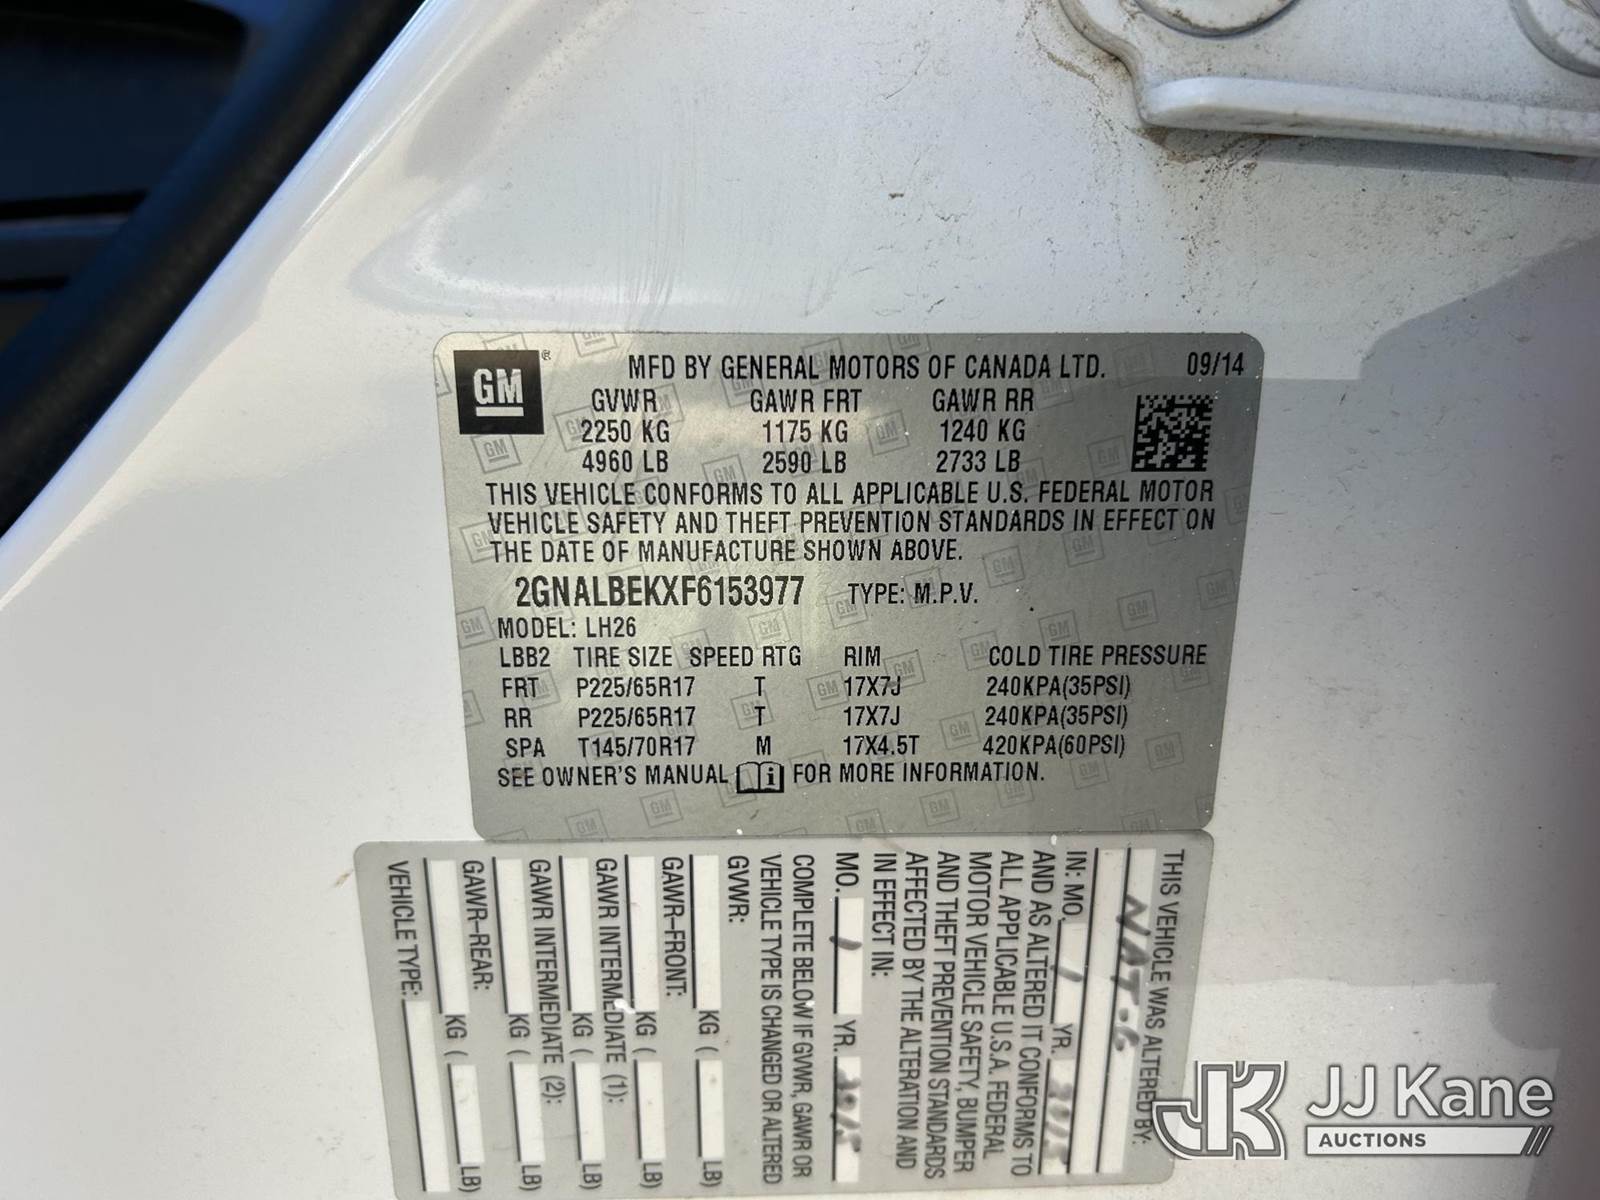 GM ®
MFD BY GENERAL MOTORS OF CANADA LTD. 09/14
GVWR GAWR FRT GAWR RR
2250 KG 1175 KG 1240 KG
4960 LB 2590 LB 2733 LB
THIS VEHICLE CONFORMS TO ALL APPLICABLE U.S. FEDERAL MOTOR
VEHICLE SAFETY AND THEFT PREVENTION STANDARDS IN EFFECT ON
THE DATE OF MANUFACTURE SHOWN ABOVE.
2GNALBEKXF6153977 TYPE: M.P.V.
MODEL: LH26
LBB2 TIRE SIZE SPEED RTG RIM COLD TIRE PRESSURE
FRT P225/65R17 T 17X7J 240KPA(35PSI)
RR P225/65R17 T 17X7J 240KPA(35PSI)
SPA T145/70R17 M 17X4.5T 420KPA(60PSI)
SEE OWNER'S MANUAL i FOR MORE INFORMATION.
THIS VEHICLE WAS ALTERED BY:
IN: MO. 1 YR. 2015
AND AS ALTERED IT CONFORMS TO
ALL APPLICABLE U.S.A. FEDERAL
MOTOR VEHICLE SAFETY, BUMPER
AND THEFT PREVENTION STANDARDS
AFFECTED BY THE ALTERATION AND
IN EFFECT IN:
MO. 1 YR. 2015
COMPLETE BELOW IF GVWR, GAWR OR
VEHICLE TYPE IS CHANGED OR ALTERED
GVWR:
KG ( LB)
GAWR–FRONT:
KG ( LB)
GAWR INTERMEDIATE (1):
KG ( LB)
GAWR INTERMEDIATE (2):
KG ( LB)
GAWR–REAR:
KG ( LB)
VEHICLE TYPE:
JK JJ Kane
AUCTIONS